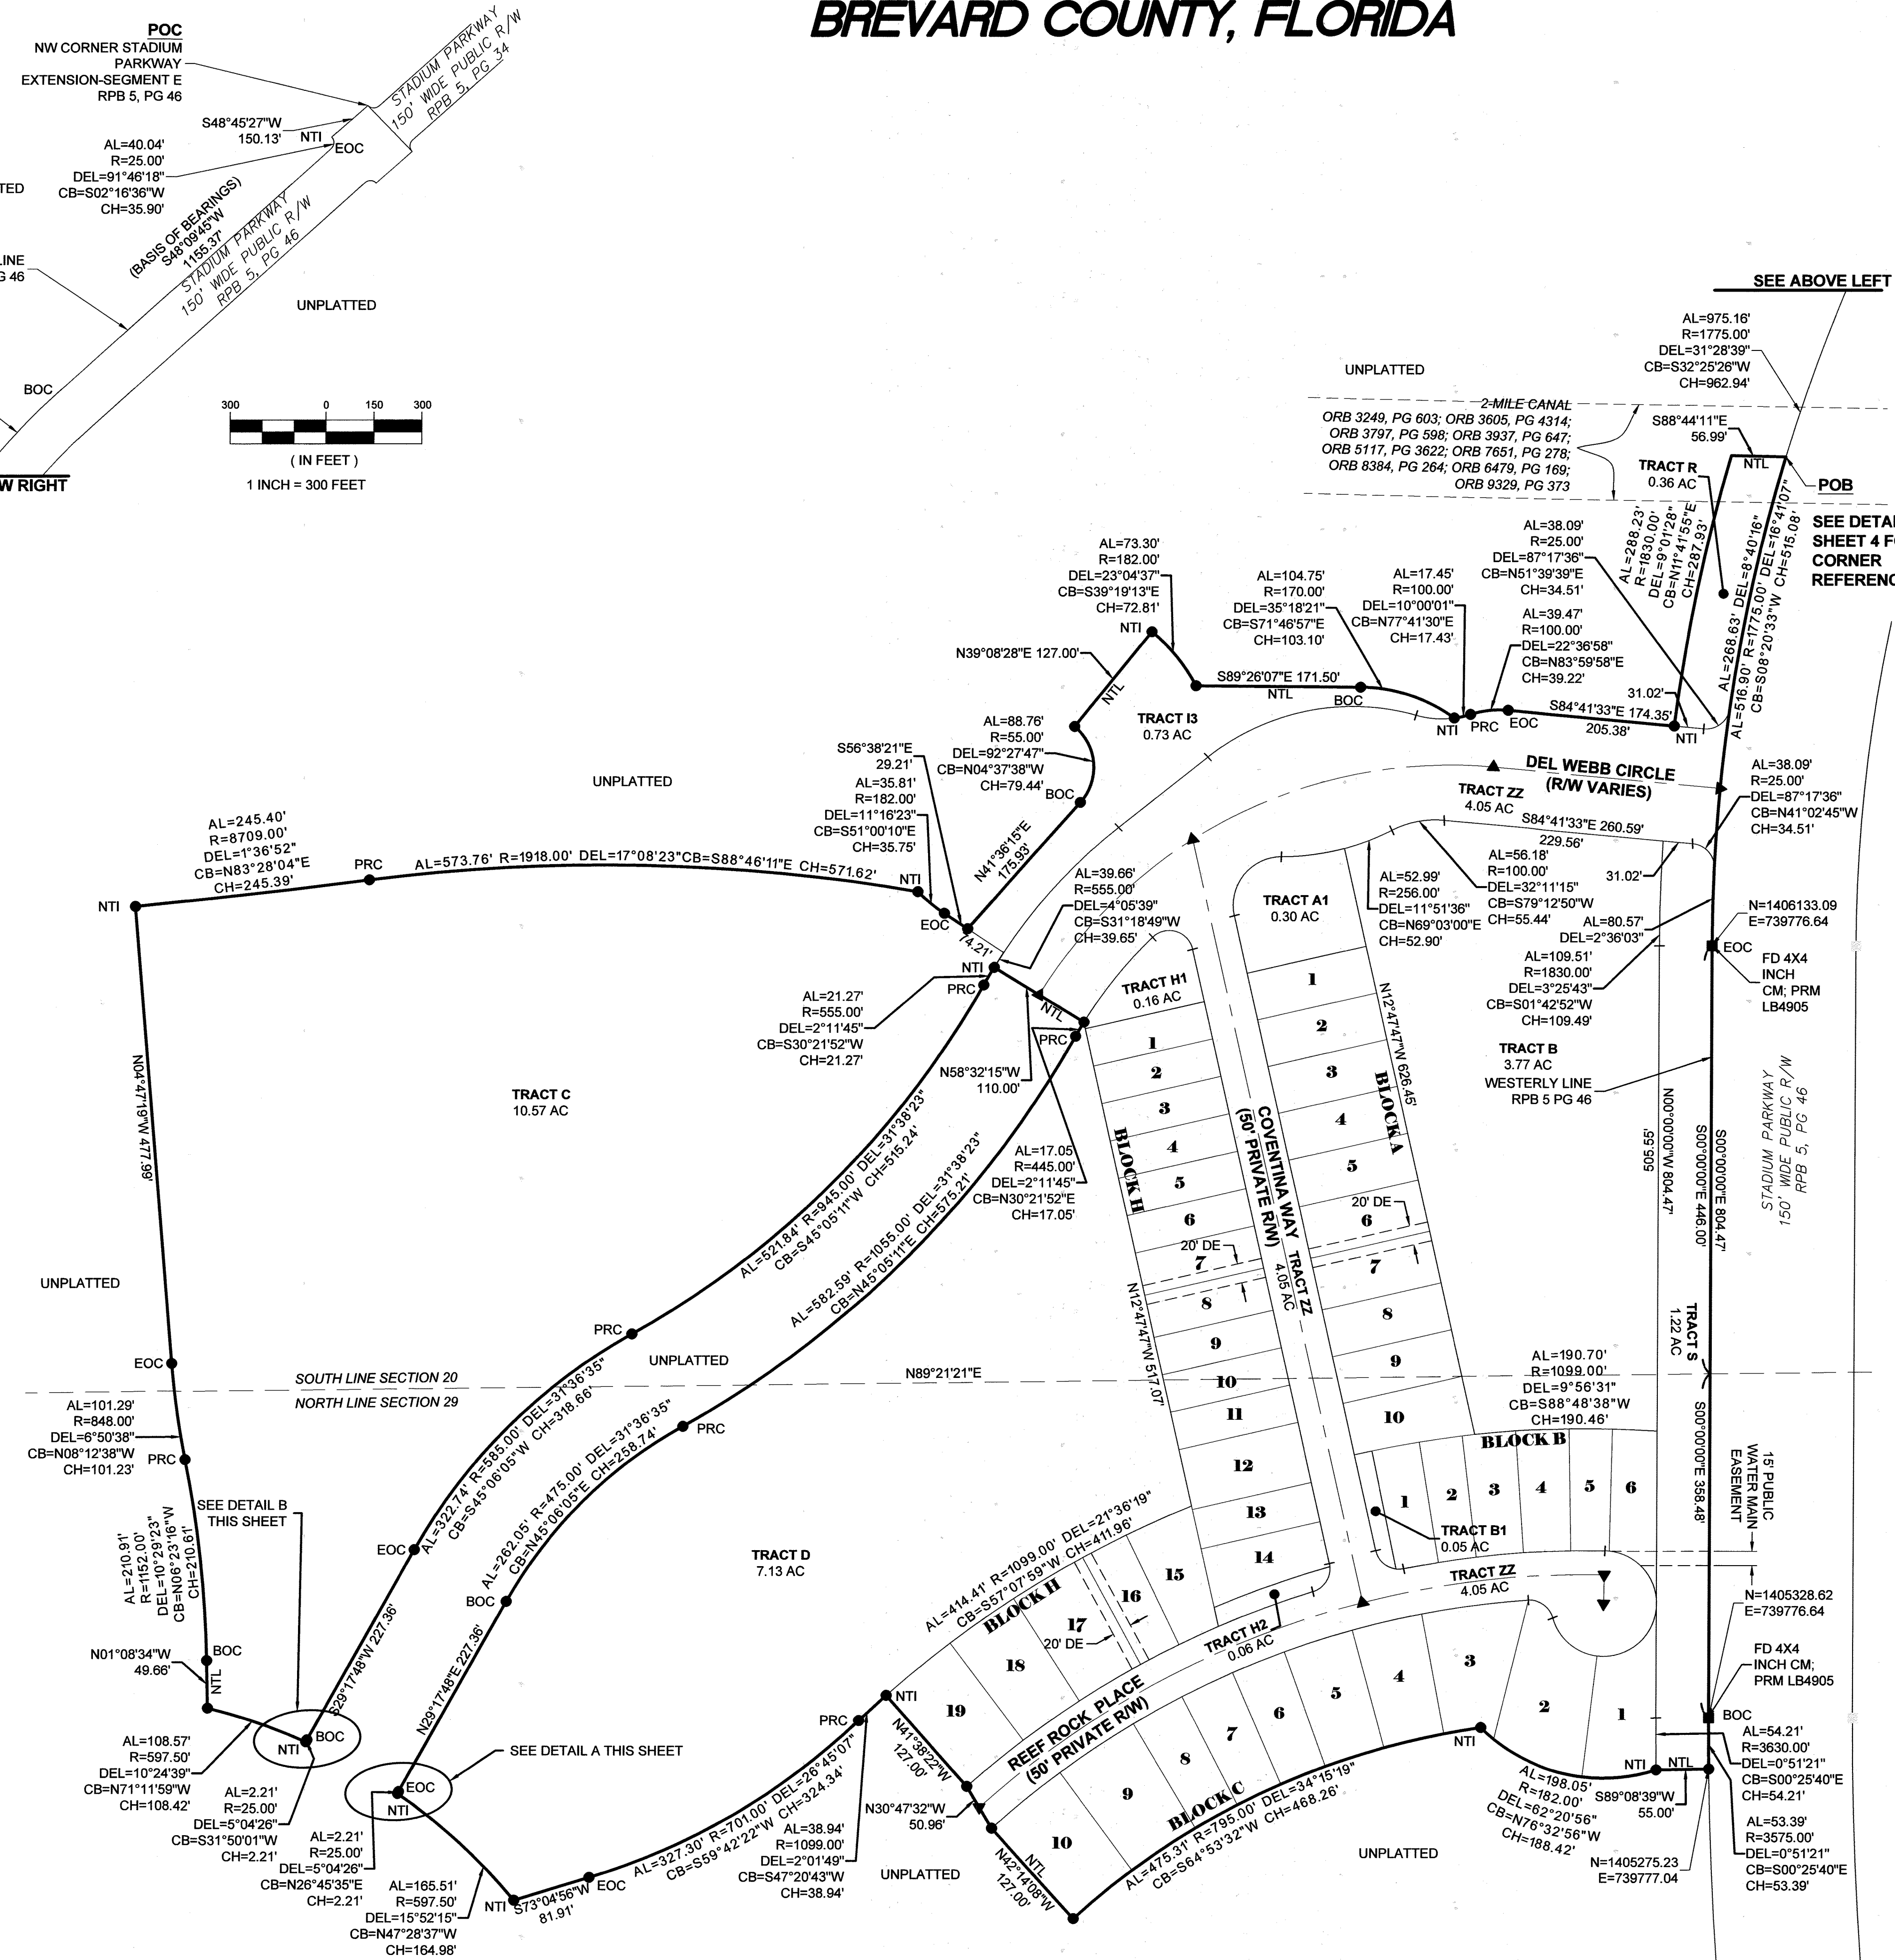 BREVARD COUNTY, FLORIDA
POC
NW CORNER STADIUM
PARKWAY
EXTENSION-SEGMENT E
RPB 5, PG 46
STADIUM PARKWAY
150' WIDE PUBLIC R/W
RPB 5, PG 34
S48°45'27"W
150.13'
NTI
EOC
AL=40.04'
R=25.00'
DEL=91°46'18"
CB=S02°16'36"W
CH=35.90'
TED
(BASIS OF BEARINGS)
S48°09'45"W
1155.37'
STADIUM PARKWAY
150' WIDE PUBLIC R/W
RPB 5, PG 46
LINE
G 46
UNPLATTED
BOC
W RIGHT
300 0 150 300
( IN FEET )
1 INCH = 300 FEET
SEE ABOVE LEFT
AL=975.16'
R=1775.00'
DEL=31°28'39"
CB=S32°25'26"W
CH=962.94'
UNPLATTED
2-MILE CANAL
ORB 3249, PG 603; ORB 3605, PG 4314;
ORB 3797, PG 598; ORB 3937, PG 647;
ORB 5117, PG 3622; ORB 7651, PG 278;
ORB 8384, PG 264; ORB 6479, PG 169;
ORB 9329, PG 373
S88°44'11"E
56.99'
NTL
TRACT R
0.36 AC
POB
SEE DETA
SHEET 4 F
CORNER
REFEREN
AL=288.23'
R=1830.00'
DEL=9°01'28"
CB=N11°41'55"E
CH=287.93'
AL=268.63' DEL=8°40'16"
AL=516.90' R=1775.00' DEL=16°41'07"
CB=S08°20'33"W CH=515.08'
AL=38.09'
R=25.00'
DEL=87°17'36"
CB=N51°39'39"E
CH=34.51'
AL=73.30'
R=182.00'
DEL=23°04'37"
CB=S39°19'13"E
CH=72.81'
NTI
AL=104.75'
R=170.00'
DEL=35°18'21"
CB=S71°46'57"E
CH=103.10'
AL=17.45'
R=100.00'
DEL=10°00'01"
CB=N77°41'30"E
CH=17.43'
AL=39.47'
R=100.00'
DEL=22°36'58"
CB=N83°59'58"E
CH=39.22'
N39°08'28"E 127.00'
NTL
S89°26'07"E 171.50'
NTL
BOC
NTI
PRC
EOC
31.02'
S84°41'33"E 174.35'
205.38'
NTI
TRACT I3
0.73 AC
AL=88.76'
R=55.00'
DEL=92°27'47"
CB=N04°37'38"W
CH=79.44'
BOC
S56°38'21"E
29.21'
AL=35.81'
R=182.00'
DEL=11°16'23"
CB=S51°00'10"E
CH=35.75'
UNPLATTED
DEL WEBB CIRCLE
(R/W VARIES)
TRACT ZZ
4.05 AC
S84°41'33"E 260.59'
229.56'
AL=38.09'
R=25.00'
DEL=87°17'36"
CB=N41°02'45"W
CH=34.51'
AL=245.40'
R=8709.00'
DEL=1°36'52"
CB=N83°28'04"E
CH=245.39'
PRC
AL=573.76' R=1918.00' DEL=17°08'23"CB=S88°46'11"E CH=571.62'
NTI
NTI
EOC
N41°36'15"E
175.93'
74.21'
AL=39.66'
R=555.00'
DEL=4°05'39"
CB=S31°18'49"W
CH=39.65'
TRACT A1
0.30 AC
AL=52.99'
R=256.00'
DEL=11°51'36"
CB=N69°03'00"E
CH=52.90'
AL=56.18'
R=100.00'
DEL=32°11'15"
CB=S79°12'50"W
CH=55.44'
31.02'
AL=80.57'
DEL=2°36'03"
AL=109.51'
R=1830.00'
DEL=3°25'43"
CB=S01°42'52"W
CH=109.49'
N=1406133.09
E=739776.64
EOC
FD 4X4
INCH
CM; PRM
LB4905
NTI
PRC
NTL
PRC
AL=21.27'
R=555.00'
DEL=2°11'45"
CB=S30°21'52"W
CH=21.27'
N58°32'15"W
110.00'
TRACT H1
0.16 AC
AL=17.05'
R=445.00'
DEL=2°11'45"
CB=N30°21'52"E
CH=17.05'
TRACT C
10.57 AC
N04°47'19"W 477.99'
UNPLATTED
AL=521.84' R=945.00' DEL=31°38'23"
CB=S45°05'11"W CH=515.24'
AL=582.59' R=1055.00' DEL=31°38'23"
CB=N45°05'11"E CH=575.21'
BLOCK H
1
2
3
4
5
6
7
8
9
10
11
12
13
14
20' DE
N12°47'47"W 517.07'
COVENTINA WAY
(50' PRIVATE R/W)
TRACT ZZ
4.05 AC
BLOCK A
1
2
3
4
5
6
7
8
9
10
20' DE
N12°47'47"W 626.45'
TRACT B
3.77 AC
WESTERLY LINE
RPB 5 PG 46
N00°00'00"W 804.47'
505.55'
S00°00'00"E 446.00'
S00°00'00"E 804.47'
STADIUM PARKWAY
150' WIDE PUBLIC R/W
RPB 5, PG 46
TRACT S
1.22 AC
S00°00'00"E 358.48'
15' PUBLIC
WATER MAIN
EASEMENT
PRC
UNPLATTED
SOUTH LINE SECTION 20
NORTH LINE SECTION 29
N89°21'21"E
EOC
AL=101.29'
R=848.00'
DEL=6°50'38"
CB=N08°12'38"W
CH=101.23'
PRC
AL=210.91'
R=1152.00'
DEL=10°29'23"
CB=N06°23'16"W
CH=210.61'
SEE DETAIL B
THIS SHEET
AL=322.74' R=585.00' DEL=31°36'35"
CB=S45°06'05"W CH=318.66'
AL=262.05' R=475.00' DEL=31°36'35"
CB=N45°06'05"E CH=258.74'
PRC
EOC
BOC
AL=190.70'
R=1099.00'
DEL=9°56'31"
CB=S88°48'38"W
CH=190.46'
BLOCK B
1
2
3
4
5
6
TRACT B1
0.05 AC
TRACT ZZ
4.05 AC
TRACT D
7.13 AC
AL=414.41' R=1099.00' DEL=21°36'19"
CB=S57°07'59"W CH=411.96'
BLOCK H
15
16
17
18
19
20' DE
TRACT H2
0.06 AC
REEF ROCK PLACE
(50' PRIVATE R/W)
BLOCK C
1
2
3
4
5
6
7
8
9
10
N01°08'34"W
49.66'
BOC
NTL
S29°17'48"W 227.36'
N29°17'48"E 227.36'
BOC
NTI
EOC
NTI
SEE DETAIL A THIS SHEET
AL=108.57'
R=597.50'
DEL=10°24'39"
CB=N71°11'59"W
CH=108.42'
AL=2.21'
R=25.00'
DEL=5°04'26"
CB=S31°50'01"W
CH=2.21'
AL=2.21'
R=25.00'
DEL=5°04'26"
CB=N26°45'35"E
CH=2.21'
AL=165.51'
R=597.50'
DEL=15°52'15"
CB=N47°28'37"W
CH=164.98'
NTI
S73°04'56"W
81.91'
EOC
AL=327.30' R=701.00' DEL=26°45'07"
CB=S59°42'22"W CH=324.34'
PRC
NTI
N41°38'22"W
127.00'
AL=38.94'
R=1099.00'
DEL=2°01'49"
CB=S47°20'43"W
CH=38.94'
N30°47'32"W
50.96'
UNPLATTED
NTL
N42°14'08"W
127.00'
AL=475.31' R=795.00' DEL=34°15'19"
CB=S64°53'32"W CH=468.26'
UNPLATTED
NTI
AL=198.05'
R=182.00'
DEL=62°20'56"
CB=N76°32'56"W
CH=188.42'
NTI
NTL
S89°08'39"W
55.00'
N=1405275.23
E=739777.04
N=1405328.62
E=739776.64
FD 4X4
INCH CM;
PRM LB4905
BOC
AL=54.21'
R=3630.00'
DEL=0°51'21"
CB=S00°25'40"E
CH=54.21'
AL=53.39'
R=3575.00'
DEL=0°51'21"
CB=S00°25'40"E
CH=53.39'